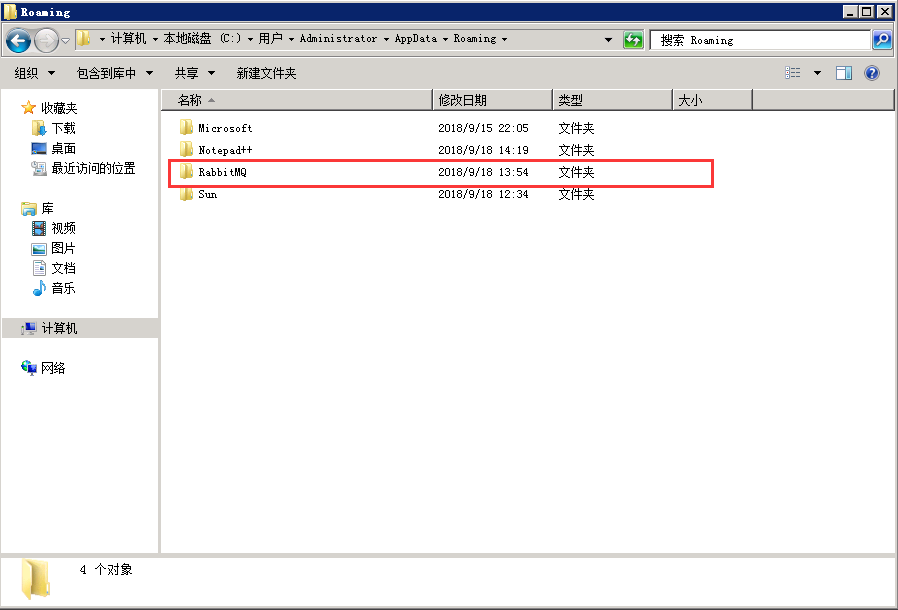 Roaming
计算机 本地磁盘 (C:) 用户 Administrator AppData Roaming
搜索 Roaming
组织 包含到库中 共享 新建文件夹
收藏夹
下载
桌面
最近访问的位置
库
视频
图片
文档
音乐
计算机
网络
名称 修改日期 类型 大小
Microsoft 2018/9/15 22:05 文件夹
Notepad++ 2018/9/18 14:19 文件夹
RabbitMQ 2018/9/18 13:54 文件夹
Sun 2018/9/18 12:34 文件夹
4 个对象